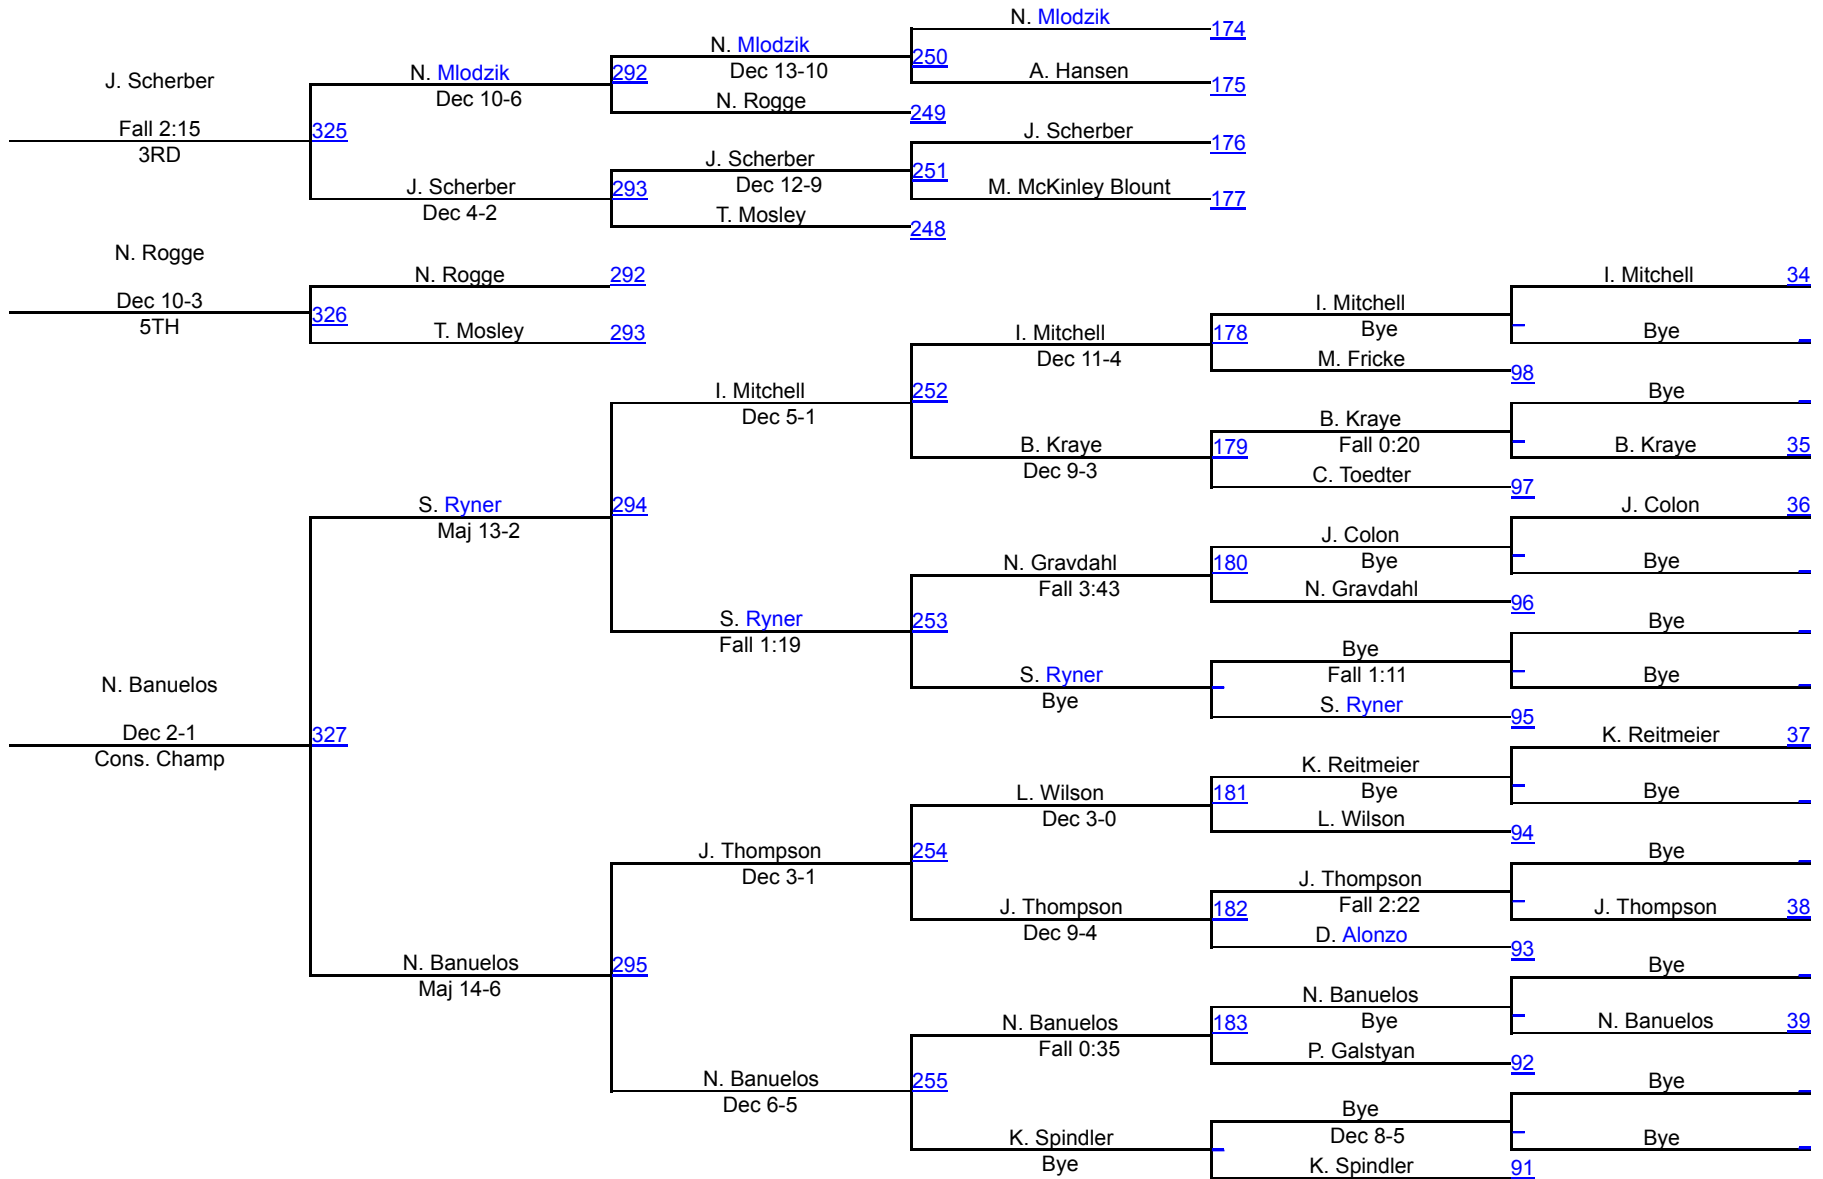 N. Mlodzik 174
N. Mlodzik 250
Dec 13-10
A. Hansen 175
J. Scherber
N. Mlodzik 292
Dec 10-6
N. Rogge 249
Fall 2:15 325
3RD
J. Scherber 176
J. Scherber 251
Dec 12-9
M. McKinley Blount 177
J. Scherber 293
Dec 4-2
T. Mosley 248
N. Rogge
N. Rogge 292
Dec 10-3 326
5TH
T. Mosley 293
I. Mitchell 34
I. Mitchell
Bye
Bye
I. Mitchell 178
Dec 11-4
M. Fricke 98
I. Mitchell 252
Dec 5-1
Bye
B. Kraye
Fall 0:20
B. Kraye 35
B. Kraye 179
Dec 9-3
C. Toedter 97
S. Ryner 294
Maj 13-2
J. Colon 36
J. Colon
Bye
Bye
N. Gravdahl 180
Fall 3:43
N. Gravdahl 96
S. Ryner 253
Fall 1:19
Bye
Bye
Fall 1:11
Bye
S. Ryner
Bye
S. Ryner 95
N. Banuelos
Dec 2-1 327
Cons. Champ
K. Reitmeier 37
K. Reitmeier
Bye
Bye
L. Wilson 181
Dec 3-0
L. Wilson 94
J. Thompson 254
Dec 3-1
Bye
J. Thompson
Fall 2:22
J. Thompson 38
J. Thompson 182
Dec 9-4
D. Alonzo 93
N. Banuelos 295
Maj 14-6
Bye
N. Banuelos
Bye
N. Banuelos 39
N. Banuelos 183
Fall 0:35
P. Galstyan 92
N. Banuelos 255
Dec 6-5
Bye
Bye
Dec 8-5
Bye
K. Spindler
Bye
K. Spindler 91